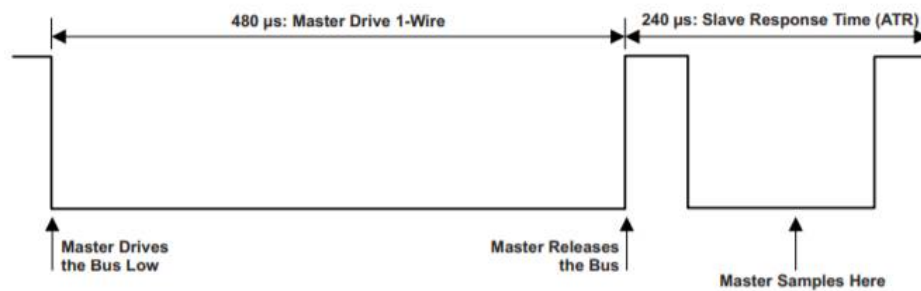 480 µs: Master Drive 1-Wire
240 µs: Slave Response Time (ATR)
Master Drives
the Bus Low
Master Releases
the Bus
Master Samples Here